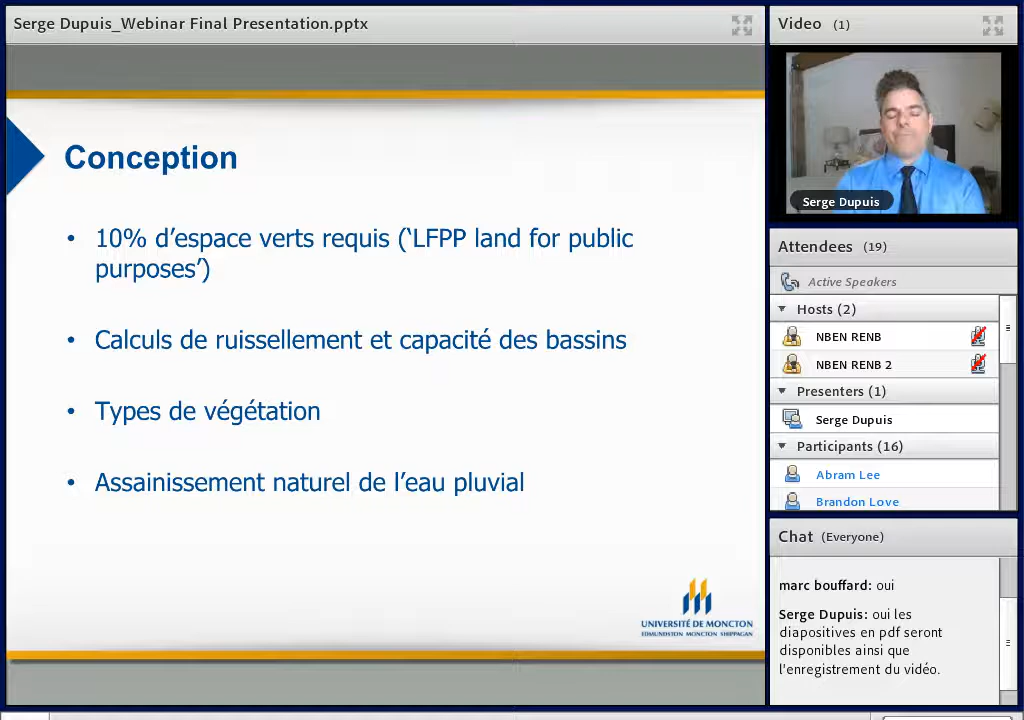 Serge Dupuis_Webinar Final Presentation.pptx
Conception
• 10% d’espace verts requis (‘LFPP land for public
purposes’)
• Calculs de ruissellement et capacité des bassins
• Types de végétation
• Assainissement naturel de l’eau pluvial
UNIVERSITÉ DE MONCTON
EDMUNDSTON MONCTON SHIPPAGAN
Video (1)
Serge Dupuis
Attendees (19)
Active Speakers
Hosts (2)
NBEN RENB
NBEN RENB 2
Presenters (1)
Serge Dupuis
Participants (16)
Abram Lee
Brandon Love
Chat (Everyone)
marc bouffard: oui
Serge Dupuis: oui les
diapositives en pdf seront
disponibles ainsi que
l'enregistrement du vidéo.